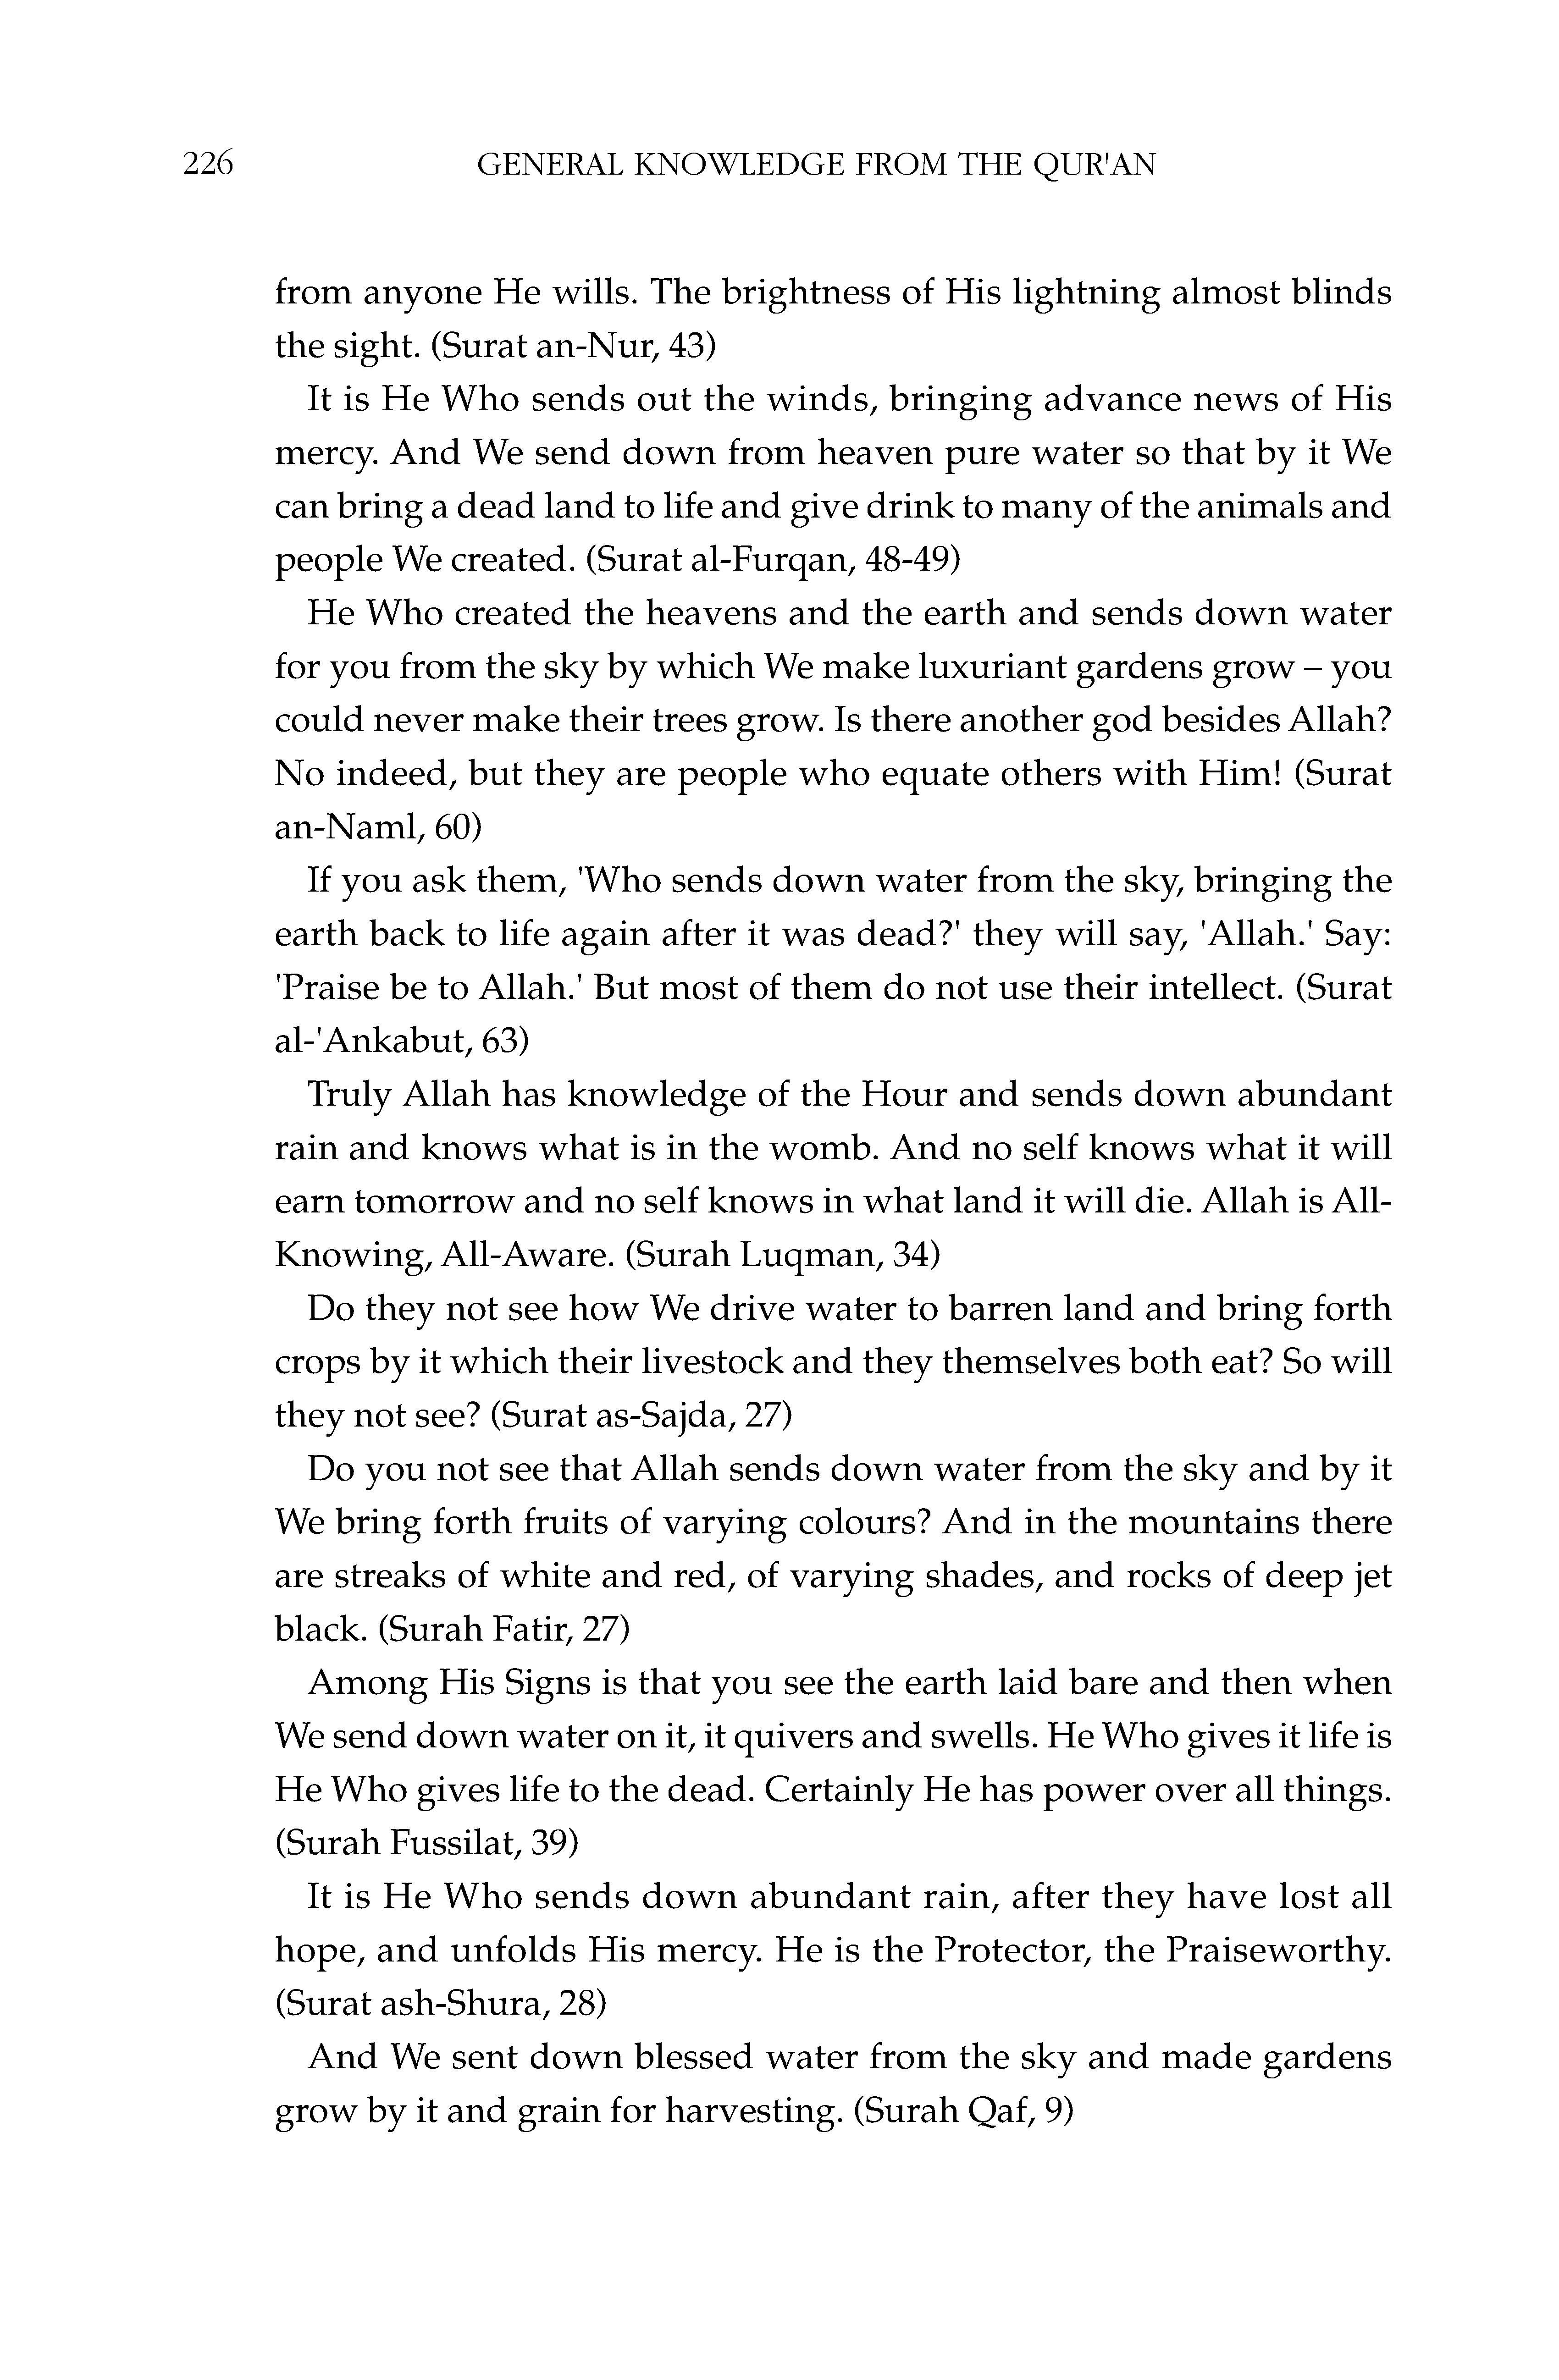 226 GENERAL KNOWLEDGE FROM THE QUR'AN
from anyone He wills. The brightness of His lightning almost blinds
the sight. (Surat an-Nur, 43)
It is He Who sends out the winds, bringing advance news of His
mercy. And We send down from heaven pure water so that by it We
can bring a dead land to life and give drink to many of the animals and
people We created. (Surat al-Furqan, 48-49)
He Who created the heavens and the earth and sends down water
for you from the sky by which We make luxuriant gardens grow – you
could never make their trees grow. Is there another god besides Allah?
No indeed, but they are people who equate others with Him! (Surat
an-Naml, 60)
If you ask them, 'Who sends down water from the sky, bringing the
earth back to life again after it was dead?' they will say, 'Allah.' Say:
'Praise be to Allah.' But most of them do not use their intellect. (Surat
al-'Ankabut, 63)
Truly Allah has knowledge of the Hour and sends down abundant
rain and knows what is in the womb. And no self knows what it will
earn tomorrow and no self knows in what land it will die. Allah is All-
Knowing, All-Aware. (Surah Luqman, 34)
Do they not see how We drive water to barren land and bring forth
crops by it which their livestock and they themselves both eat? So will
they not see? (Surat as-Sajda, 27)
Do you not see that Allah sends down water from the sky and by it
We bring forth fruits of varying colours? And in the mountains there
are streaks of white and red, of varying shades, and rocks of deep jet
black. (Surah Fatir, 27)
Among His Signs is that you see the earth laid bare and then when
We send down water on it, it quivers and swells. He Who gives it life is
He Who gives life to the dead. Certainly He has power over all things.
(Surah Fussilat, 39)
It is He Who sends down abundant rain, after they have lost all
hope, and unfolds His mercy. He is the Protector, the Praiseworthy.
(Surat ash-Shura, 28)
And We sent down blessed water from the sky and made gardens
grow by it and grain for harvesting. (Surah Qaf, 9)